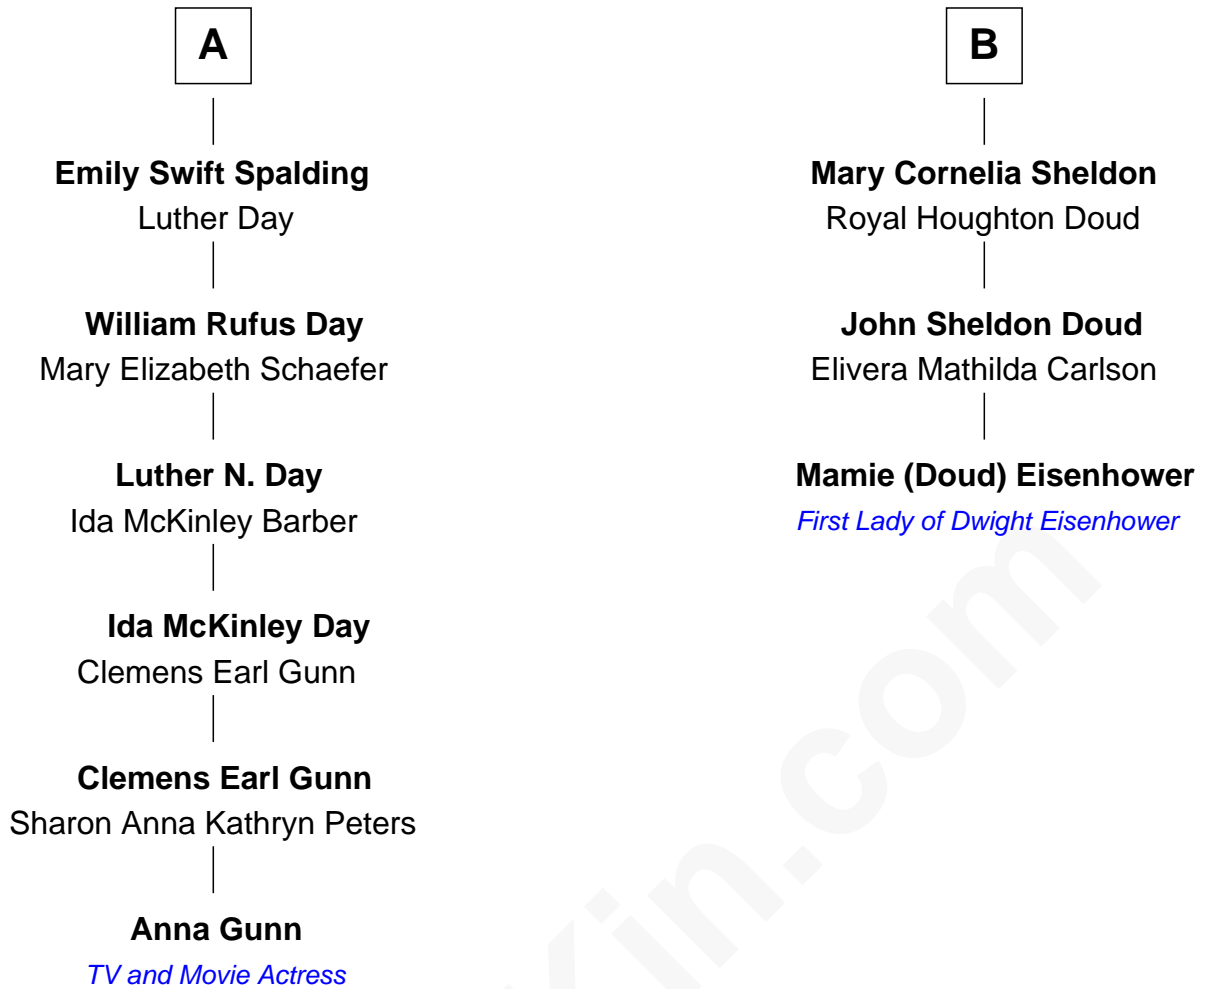 A
Emily Swift Spalding
Luther Day
William Rufus Day
Mary Elizabeth Schaefer
Luther N. Day
Ida McKinley Barber
Ida McKinley Day
Clemens Earl Gunn
Clemens Earl Gunn
Sharon Anna Kathryn Peters
Anna Gunn
TV and Movie Actress
B
Mary Cornelia Sheldon
Royal Houghton Doud
John Sheldon Doud
Elivera Mathilda Carlson
Mamie (Doud) Eisenhower
First Lady of Dwight Eisenhower
Kin.com